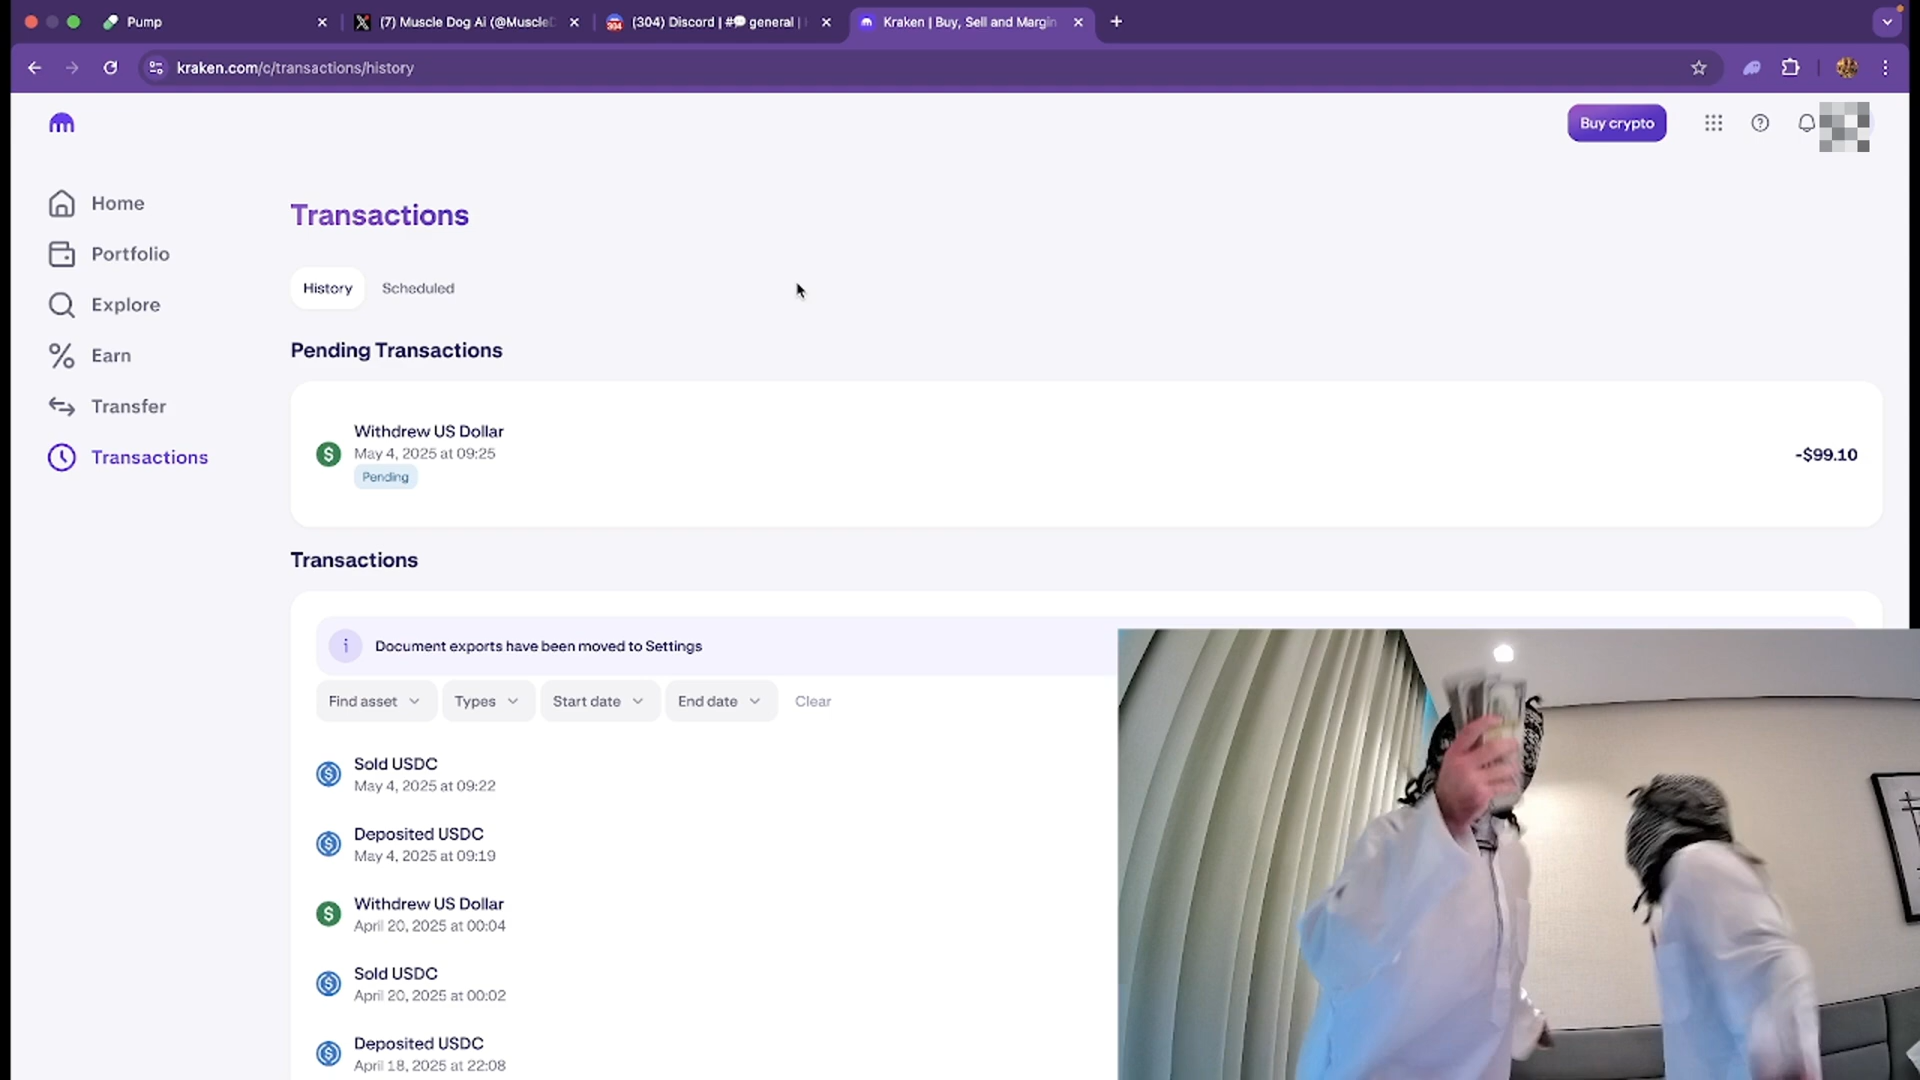 Pump
(7) Muscle Dog Ai (@Muscle
(304) Discord | #💬 general |
Kraken | Buy, Sell and Margin
kraken.com/c/transactions/history
Buy crypto
Home
Portfolio
Explore
Earn
Transfer
Transactions
Transactions
History
Scheduled
Pending Transactions
Withdrew US Dollar
May 4, 2025 at 09:25
Pending
-$99.10
Transactions
Document exports have been moved to Settings
Find asset
Types
Start date
End date
Clear
Sold USDC
May 4, 2025 at 09:22
Deposited USDC
May 4, 2025 at 09:19
Withdrew US Dollar
April 20, 2025 at 00:04
Sold USDC
April 20, 2025 at 00:02
Deposited USDC
April 18, 2025 at 22:08